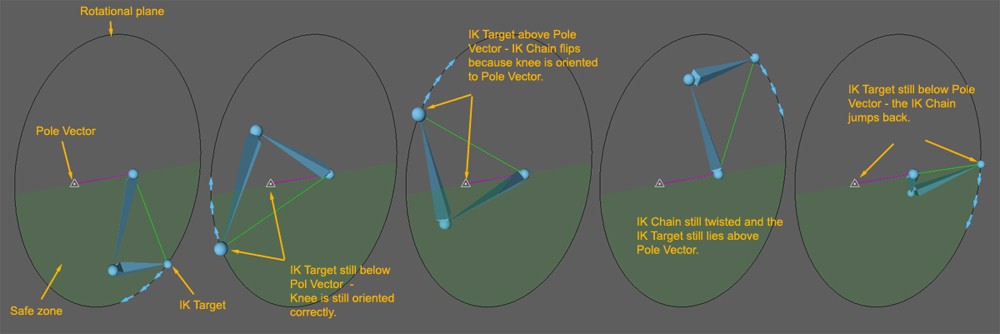 Rotational plane
Pole Vector
Safe zone
IK Target
IK Target still below
Pol Vector -
Knee is still oriented
correctly.
IK Target above Pole
Vector - IK Chain flips
because knee is oriented
to Pole Vector.
IK Chain still twisted and the
IK Target still lies above
Pole Vector.
IK Target still below Pole
Vector - the IK Chain
jumps back.